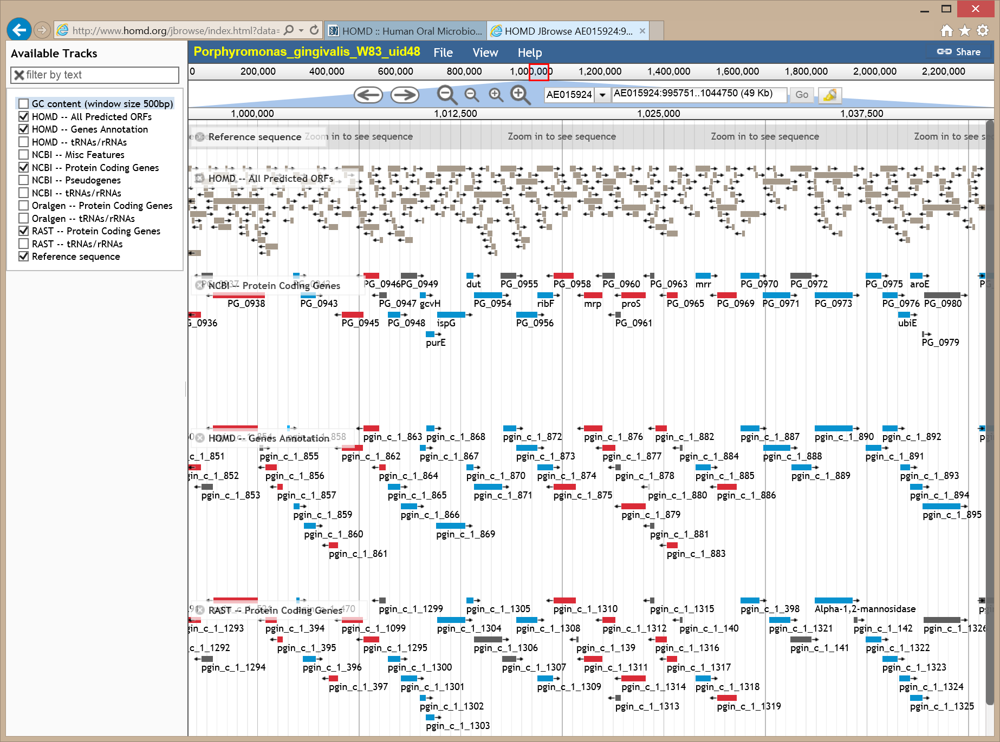 http://www.homd.org/jbrowse/index.html?data=
HOMD :: Human Oral Microbio...
HOMD JBrowse AE015924:9...
Available Tracks
filter by text
GC content (window size 500bp)
HOMD -- All Predicted ORFs
HOMD -- Genes Annotation
HOMD -- tRNAs/rRNAs
NCBI -- Misc Features
NCBI -- Protein Coding Genes
NCBI -- Pseudogenes
NCBI -- tRNAs/rRNAs
Oralgen -- Protein Coding Genes
Oralgen -- tRNAs/rRNAs
RAST -- Protein Coding Genes
RAST -- tRNAs/rRNAs
Reference sequence
Porphyromonas_gingivalis_W83_uid48 File View Help Share
0 200,000 400,000 600,000 800,000 1,000,000 1,200,000 1,400,000 1,600,000 1,800,000 2,000,000 2,200,000
AE015924 AE015924:995751..1044750 (49 Kb) Go
1,000,000 1,012,500 1,025,000 1,037,500
Reference sequence Zoom in to see sequence Zoom in to see sequence Zoom in to see sequence Zoom in to see
HOMD -- All Predicted ORFs
NCBI -- Protein Coding Genes PG_0946 PG_0949 dut PG_0955 PG_0958 PG_0960 PG_0963 mrr PG_0970 PG_0972 PG_0975 aroE
PG_0938 PG_0943 PG_0947 gcvH PG_0954 ribF mrp proS PG_0965 PG_0969 PG_0971 PG_0973 PG_0976 PG_0980
G_0936 PG_0945 PG_0948 ispG PG_0956 PG_0961 ubiE
purE PG_0979
HOMD -- Genes Annotation pgin_c_1_863 pgin_c_1_868 pgin_c_1_872 pgin_c_1_876 pgin_c_1_882 pgin_c_1_887 pgin_c_1_890 pgin_c_1_892
_c_1_851 pgin_c_1_855 pgin_c_1_862 pgin_c_1_867 pgin_c_1_873 pgin_c_1_877 pgin_c_1_884 pgin_c_1_888 pgin_c_1_891
gin_c_1_852 pgin_c_1_856 pgin_c_1_864 pgin_c_1_870 pgin_c_1_874 pgin_c_1_878 pgin_c_1_885 pgin_c_1_889 pgin_c_1_893
pgin_c_1_853 pgin_c_1_857 pgin_c_1_865 pgin_c_1_871 pgin_c_1_875 pgin_c_1_880 pgin_c_1_886 pgin_c_1_894
pgin_c_1_859 pgin_c_1_866 pgin_c_1_879 pgin_c_1_895
pgin_c_1_860 pgin_c_1_869 pgin_c_1_881
pgin_c_1_861 pgin_c_1_883
RAST -- Protein Coding Genes pgin_c_1_1299 pgin_c_1_1305 pgin_c_1_1310 pgin_c_1_1315 pgin_c_1_398 Alpha-1,2-mannosidase
gin_c_1_1293 pgin_c_1_394 pgin_c_1_1099 pgin_c_1_1304 pgin_c_1_1308 pgin_c_1_1312 pgin_c_1_140 pgin_c_1_1321 pgin_c_1_142 pgin_c_1_1326
_c_1_1292 pgin_c_1_395 pgin_c_1_1295 pgin_c_1_1306 pgin_c_1_139 pgin_c_1_1316 pgin_c_1_141 pgin_c_1_1322
pgin_c_1_1294 pgin_c_1_396 pgin_c_1_1300 pgin_c_1_1307 pgin_c_1_1311 pgin_c_1_1317 pgin_c_1_1323
pgin_c_1_397 pgin_c_1_1301 pgin_c_1_1309 pgin_c_1_1314 pgin_c_1_1318 pgin_c_1_1324
pgin_c_1_1302 pgin_c_1_1313 pgin_c_1_1319 pgin_c_1_1325
pgin_c_1_1303